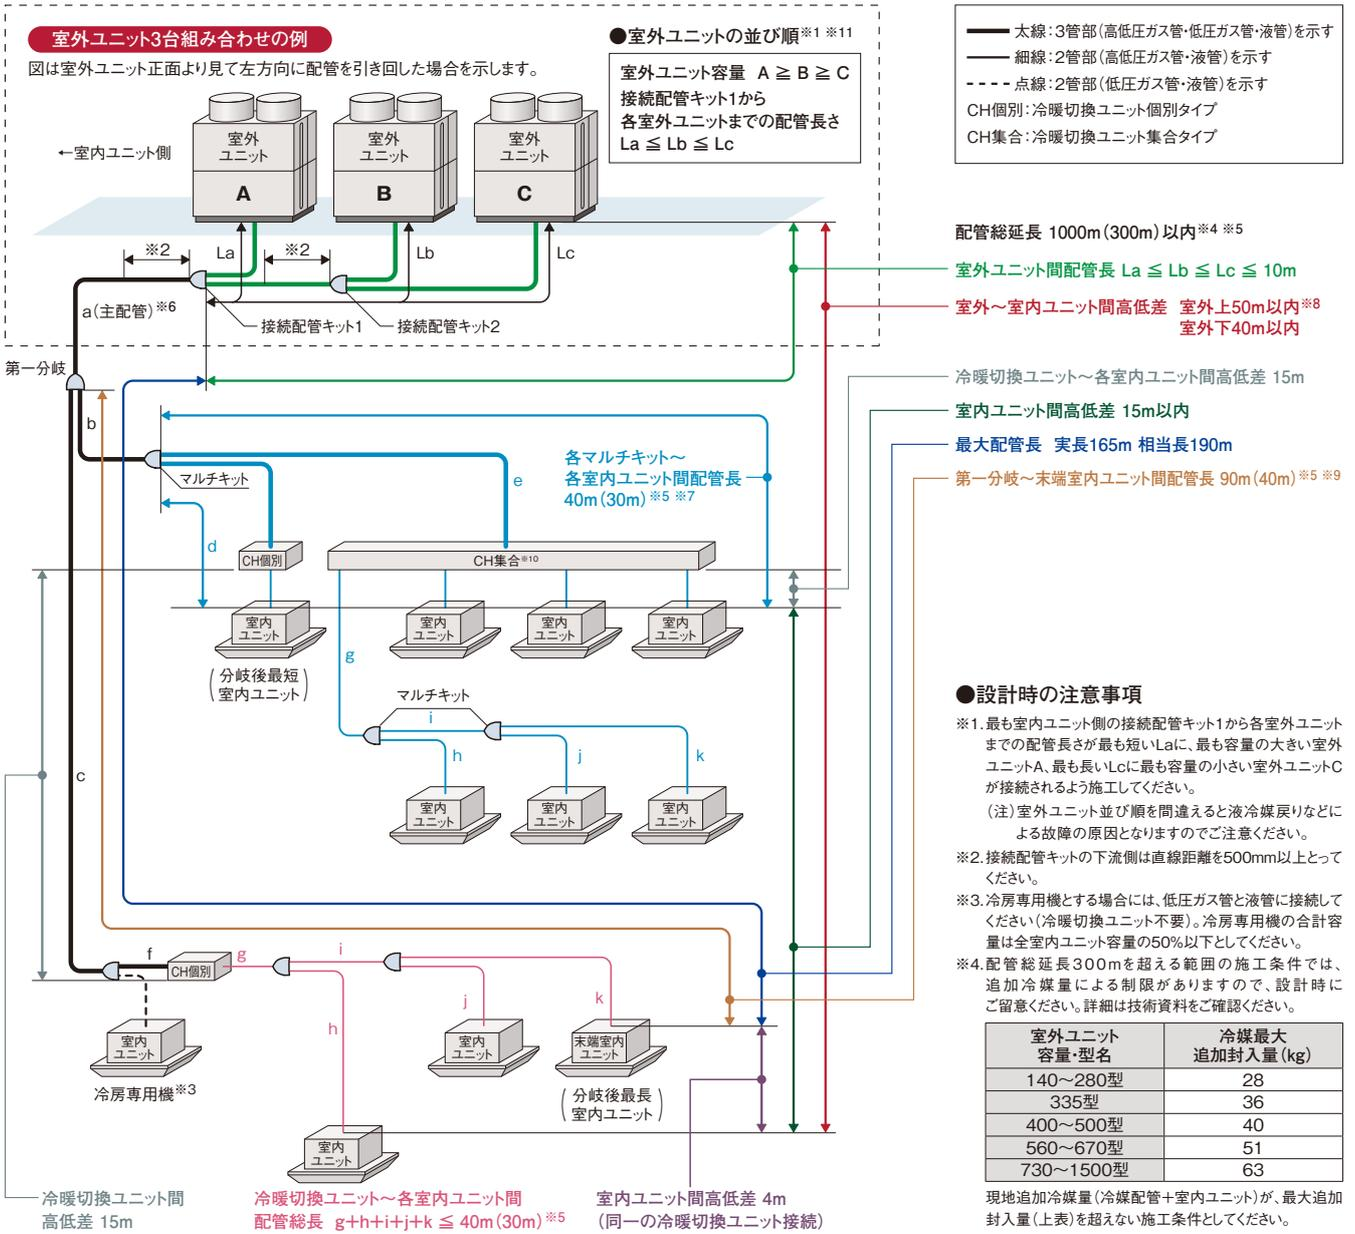 室外ユニット3台組み合わせの例
図は室外ユニット正面より見て左方向に配管を引き回した場合を示します。
●室外ユニットの並び順※1 ※11
室外ユニット容量 A ≧ B ≧ C
接続配管キット1から
各室外ユニットまでの配管長さ
La ≦ Lb ≦ Lc
太線：3管部（高低圧ガス管・低圧ガス管・液管）を示す
細線：2管部（高低圧ガス管・液管）を示す
点線：2管部（低圧ガス管・液管）を示す
CH個別：冷暖切換ユニット個別タイプ
CH集合：冷暖切換ユニット集合タイプ
←室内ユニット側
室外
ユニット
A
室外
ユニット
B
室外
ユニット
C
※2
La
※2
Lb
Lc
a（主配管）※6
接続配管キット1
接続配管キット2
配管総延長 1000m（300m）以内※4 ※5
室外ユニット間配管長 La ≦ Lb ≦ Lc ≦ 10m
室外～室内ユニット間高低差 室外上50m以内※8
室外下40m以内
冷暖切換ユニット～各室内ユニット間高低差 15m
室内ユニット間高低差 15m以内
最大配管長 実長165m 相当長190m
第一分岐～末端室内ユニット間配管長 90m（40m）※5 ※9
第一分岐
b
マルチキット
e
各マルチキット～
各室内ユニット間配管長
40m（30m）※5 ※7
d
CH個別
CH集合※10
室内
ユニット
室内
ユニット
室内
ユニット
室内
ユニット
（分岐後最短
室内ユニット）
g
マルチキット
i
h
j
k
c
室内
ユニット
室内
ユニット
室内
ユニット
f
CH個別
g
i
j
k
h
室内
ユニット
冷房専用機※3
室内
ユニット
末端室内
ユニット
（分岐後最長
室内ユニット）
室内
ユニット
冷暖切換ユニット間
高低差 15m
冷暖切換ユニット～各室内ユニット間
配管総長 g+h+i+j+k ≦ 40m（30m）※5
室内ユニット間高低差 4m
（同一の冷暖切換ユニット接続）
●設計時の注意事項
※1.最も室内ユニット側の接続配管キット1から各室外ユニット
までの配管長さが最も短いLaに、最も容量の大きい室外
ユニットA、最も長いLcに最も容量の小さい室外ユニットC
が接続されるよう施工してください。
（注）室外ユニット並び順を間違えると液冷媒戻りなどに
よる故障の原因となりますのでご注意ください。
※2.接続配管キットの下流側は直線距離を500mm以上とって
ください。
※3.冷房専用機とする場合には、低圧ガス管と液管に接続して
ください（冷暖切換ユニット不要）。冷房専用機の合計容
量は全室内ユニット容量の50%以下としてください。
※4.配管総延長300mを超える範囲の施工条件では、
追加冷媒量による制限がありますので、設計時に
ご留意ください。詳細は技術資料をご確認ください。
室外ユニット
容量・型名
冷媒最大
追加封入量（kg）
140～280型 28
335型 36
400～500型 40
560～670型 51
730～1500型 63
現地追加冷媒量（冷媒配管＋室内ユニット）が、最大追加
封入量（上表）を超えない施工条件としてください。